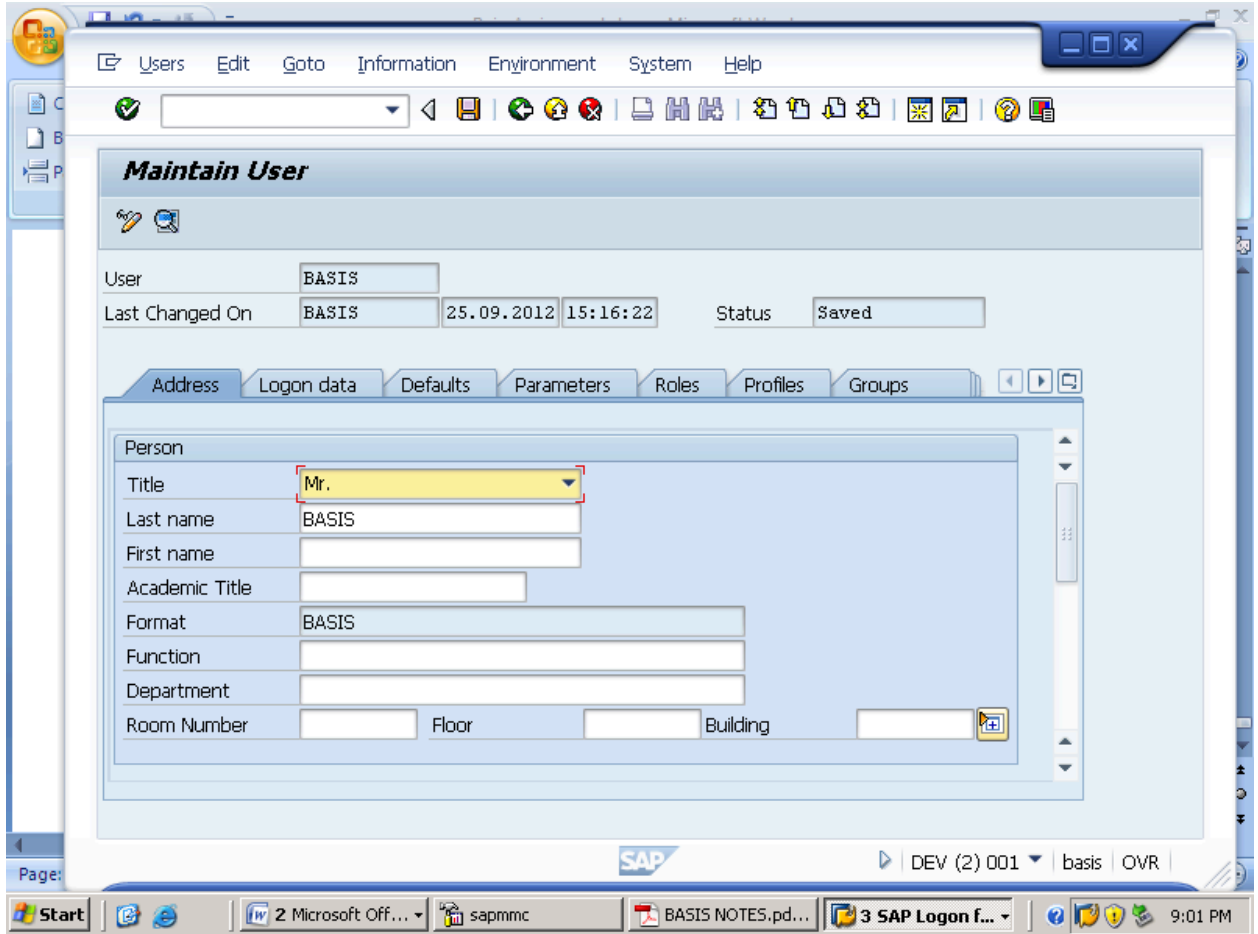 Users Edit Goto Information Environment System Help
Maintain User
User BASIS
Last Changed On BASIS 25.09.2012 15:16:22 Status Saved
Address Logon data Defaults Parameters Roles Profiles Groups
Person
Title Mr.
Last name BASIS
First name
Academic Title
Format BASIS
Function
Department
Room Number Floor Building
SAP DEV (2) 001 basis OVR
Page:
Start 2 Microsoft Off... sapmmc BASIS NOTES.pd... 3 SAP Logon f... 9:01 PM